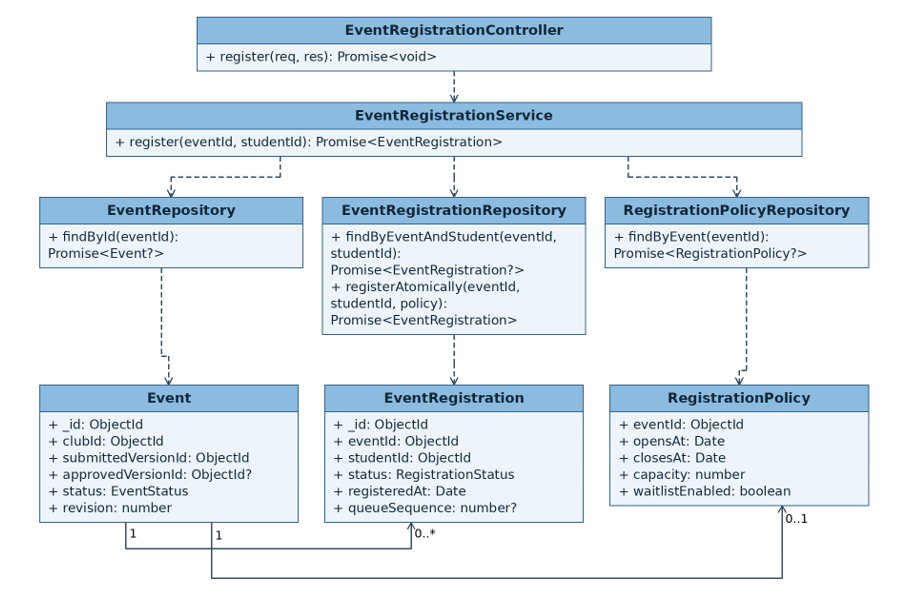 EventRegistrationController
+ register(req, res): Promise<void>
EventRegistrationService
+ register(eventId, studentId): Promise<EventRegistration>
EventRepository
+ findById(eventId):
Promise<Event?>
EventRegistrationRepository
+ findByEventAndStudent(eventId,
studentId):
Promise<EventRegistration?>
+ registerAtomically(eventId,
studentId, policy):
Promise<EventRegistration>
RegistrationPolicyRepository
+ findByEvent(eventId):
Promise<RegistrationPolicy?>
Event
+ _id: ObjectId
+ clubId: ObjectId
+ submittedVersionId: ObjectId
+ approvedVersionId: ObjectId?
+ status: EventStatus
+ revision: number
EventRegistration
+ _id: ObjectId
+ eventId: ObjectId
+ studentId: ObjectId
+ status: RegistrationStatus
+ registeredAt: Date
+ queueSequence: number?
RegistrationPolicy
+ eventId: ObjectId
+ opensAt: Date
+ closesAt: Date
+ capacity: number
+ waitlistEnabled: boolean
1
1
0..*
0..1